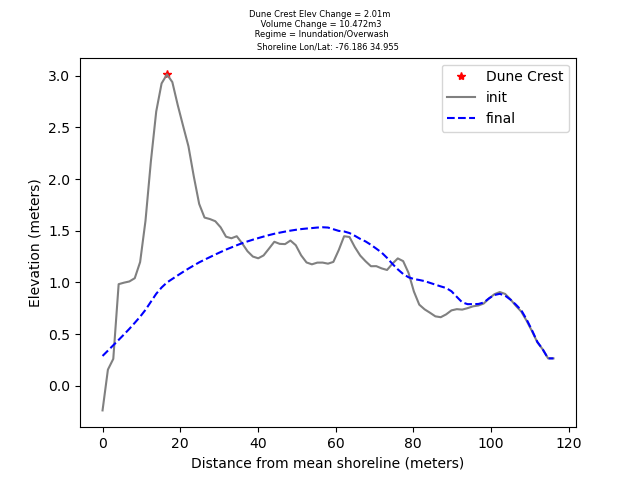 Dune Crest Elev Change = 2.01m
Volume Change = 10.472m3
Regime = Inundation/Overwash
Shoreline Lon/Lat: -76.186 34.955
Dune Crest
init
final
3.0
2.5
2.0
1.5
1.0
0.5
0.0
Elevation (meters)
0 20 40 60 80 100 120
Distance from mean shoreline (meters)